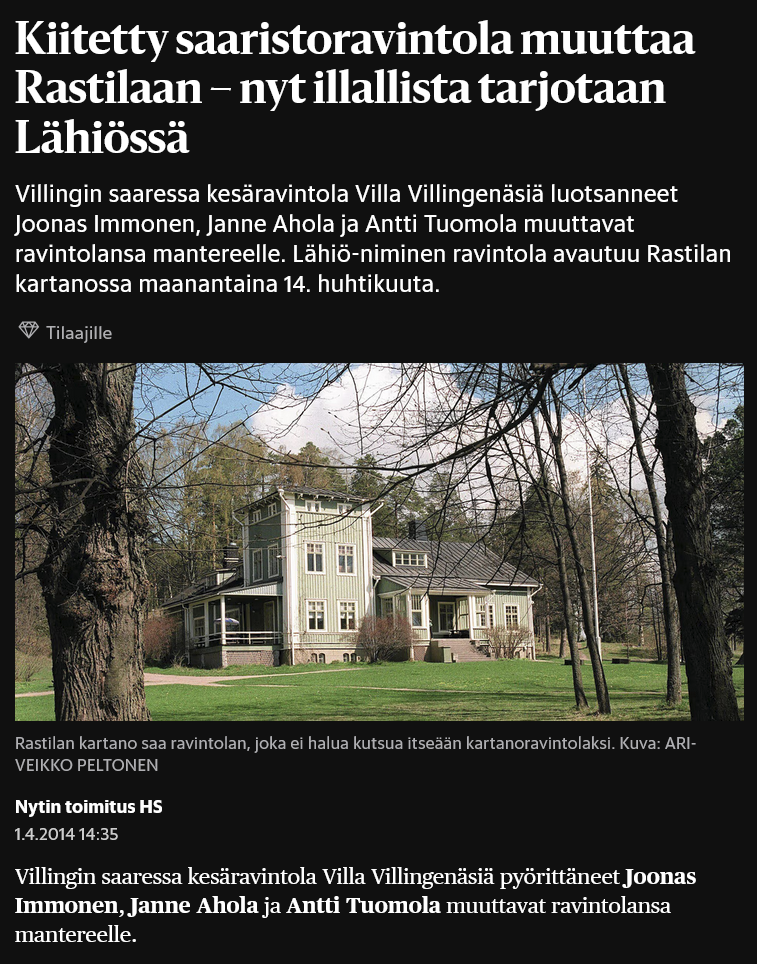 Kiitetty saaristoravintola muuttaa
Rastilaan – nyt illallista tarjotaan
Lähiössä
Villingin saaressa kesäravintola Villa Villingenäsiä luotsanneet
Joonas Immonen, Janne Ahola ja Antti Tuomola muuttavat
ravintolansa mantereelle. Lähiö-niminen ravintola avautuu Rastilan
kartanossa maanantaina 14. huhtikuuta.
Tilaajille
Rastilan kartano saa ravintolan, joka ei halua kutsua itseään kartanoravintolaksi. Kuva: ARI-
VEIKKO PELTONEN
Nytin toimitus HS
1.4.2014 14:35
Villingin saaressa kesäravintola Villa Villingenäsiä pyörittäneet Joonas
Immonen, Janne Ahola ja Antti Tuomola muuttavat ravintolansa
mantereelle.